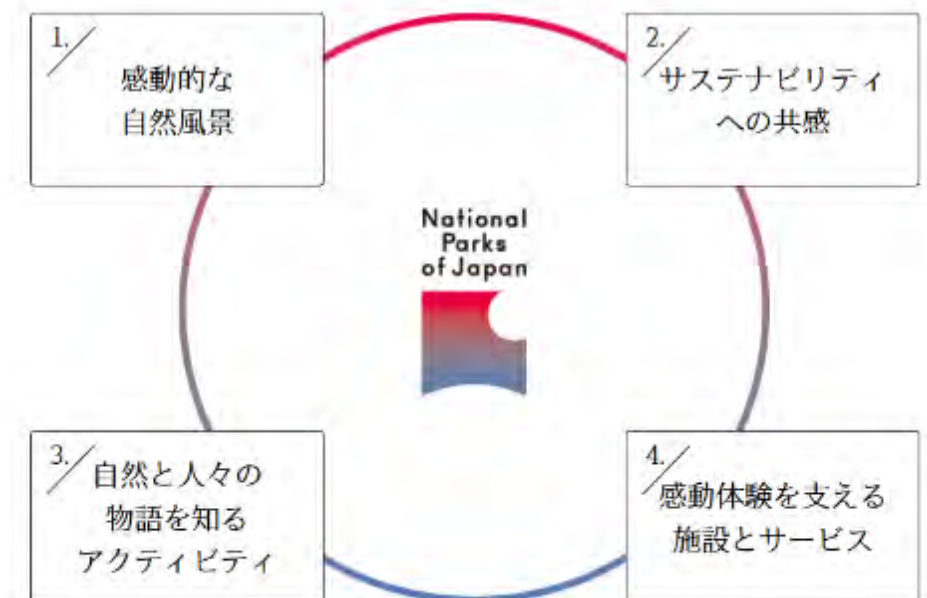 1.
感動的な
自然風景
2.
サステナビリティ
への共感
National
Parks
of Japan
3.
自然と人々の
物語を知る
アクティビティ
4.
感動体験を支える
施設とサービス